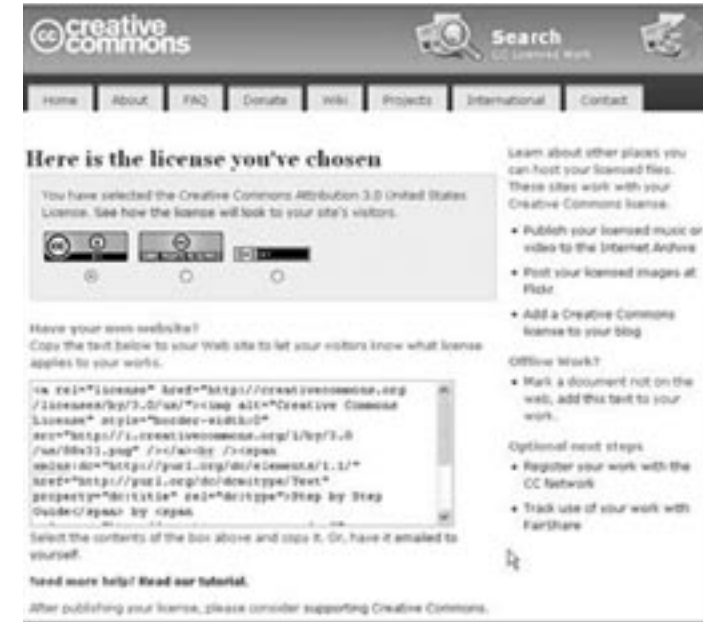 creative
commons
Search
CC Licensed Work
Home About FAQ Donate Wiki Projects International Contact
Here is the license you've chosen
You have selected the Creative Commons Attribution 3.0 United States
License. See how the license will look to your site's visitors.
Have your own website?
Copy the text below to your Web site to let your visitors know what license
applies to your works.
<a rel="license" href="http://creativecommons.org
/licenses/by/3.0/us/"><img alt="Creative Commons
License" style="border-width:0"
src="http://i.creativecommons.org/l/by/3.0
/us/88x31.png" /></a><br /><span
xmlns:dc="http://purl.org/dc/elements/1.1/"
href="http://purl.org/dc/dcmitype/Text"
property="dc:title" rel="dc:type">Step by Step
Guide</span> by <span
Select the contents of the box above and copy it. Or, have it emailed to
yourself.
Need more help? Read our tutorial.
After publishing your license, please consider supporting Creative Commons.
Learn about other places you
can host your licensed files.
These sites work with your
Creative Commons license.
• Publish your licensed music or
video to the Internet Archive
• Post your licensed images at
Flickr
• Add a Creative Commons
license to your blog
Offline Work?
• Mark a document not on the
web, add this text to your
work.
Optional next steps
• Register your work with the
CC Network
• Track use of your work with
FairShare